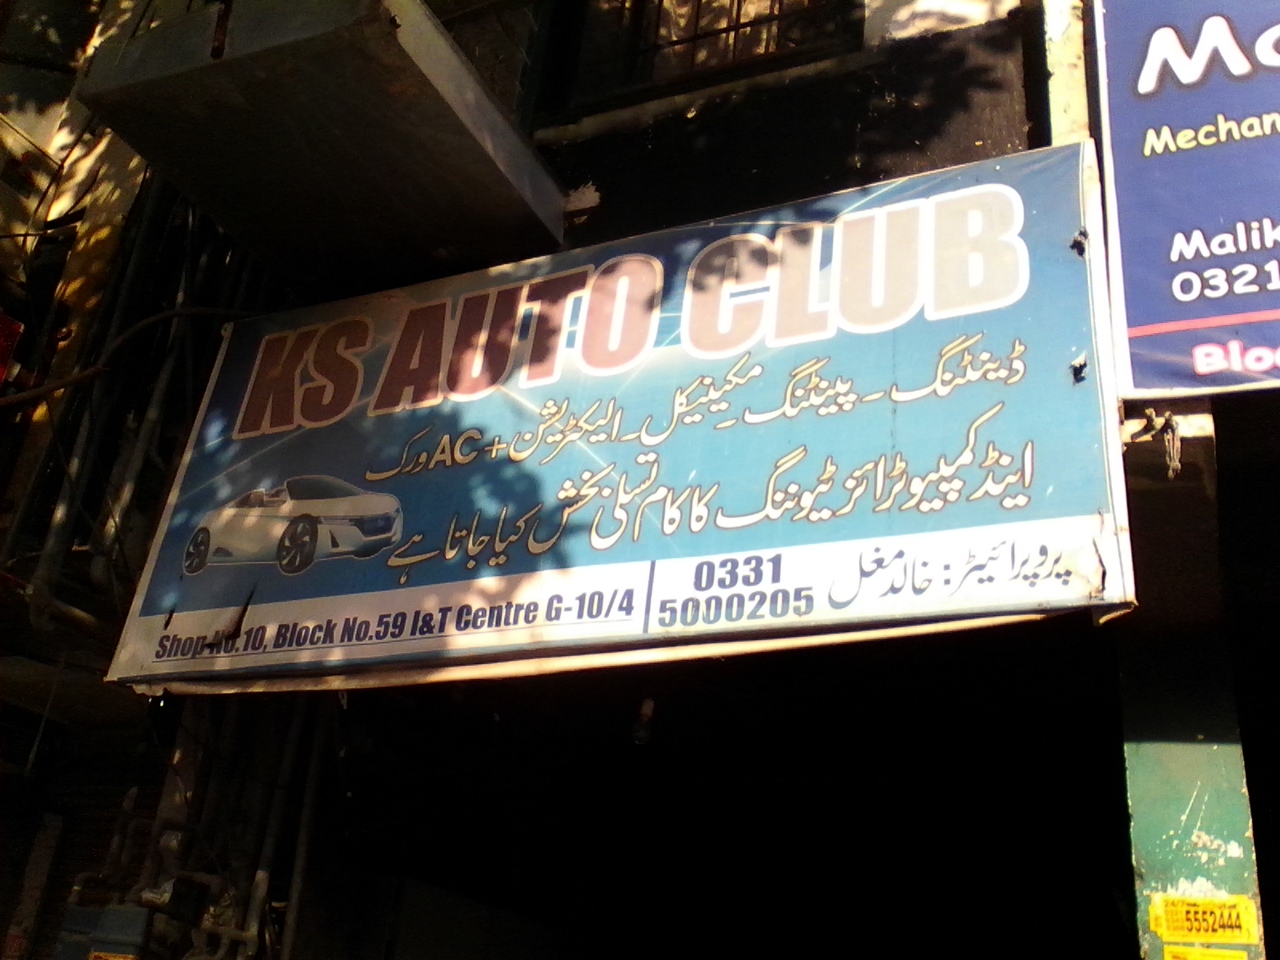 KS AUTO CLUB
ڈینٹنگ ۔ پینٹنگ ۔ مکینیکل ۔ الیکٹریشن + AC ورک
اینڈ کمپیوٹرائز ٹیوننگ کا کام تسلی بخش کیا جاتا ہے
Shop No.10, Block No.59 I&T Centre G-10/4
0331
5000205
پروپرائیٹر: خالد مغل
Mechan
Malik
0321
Bloc
24/7
5552444